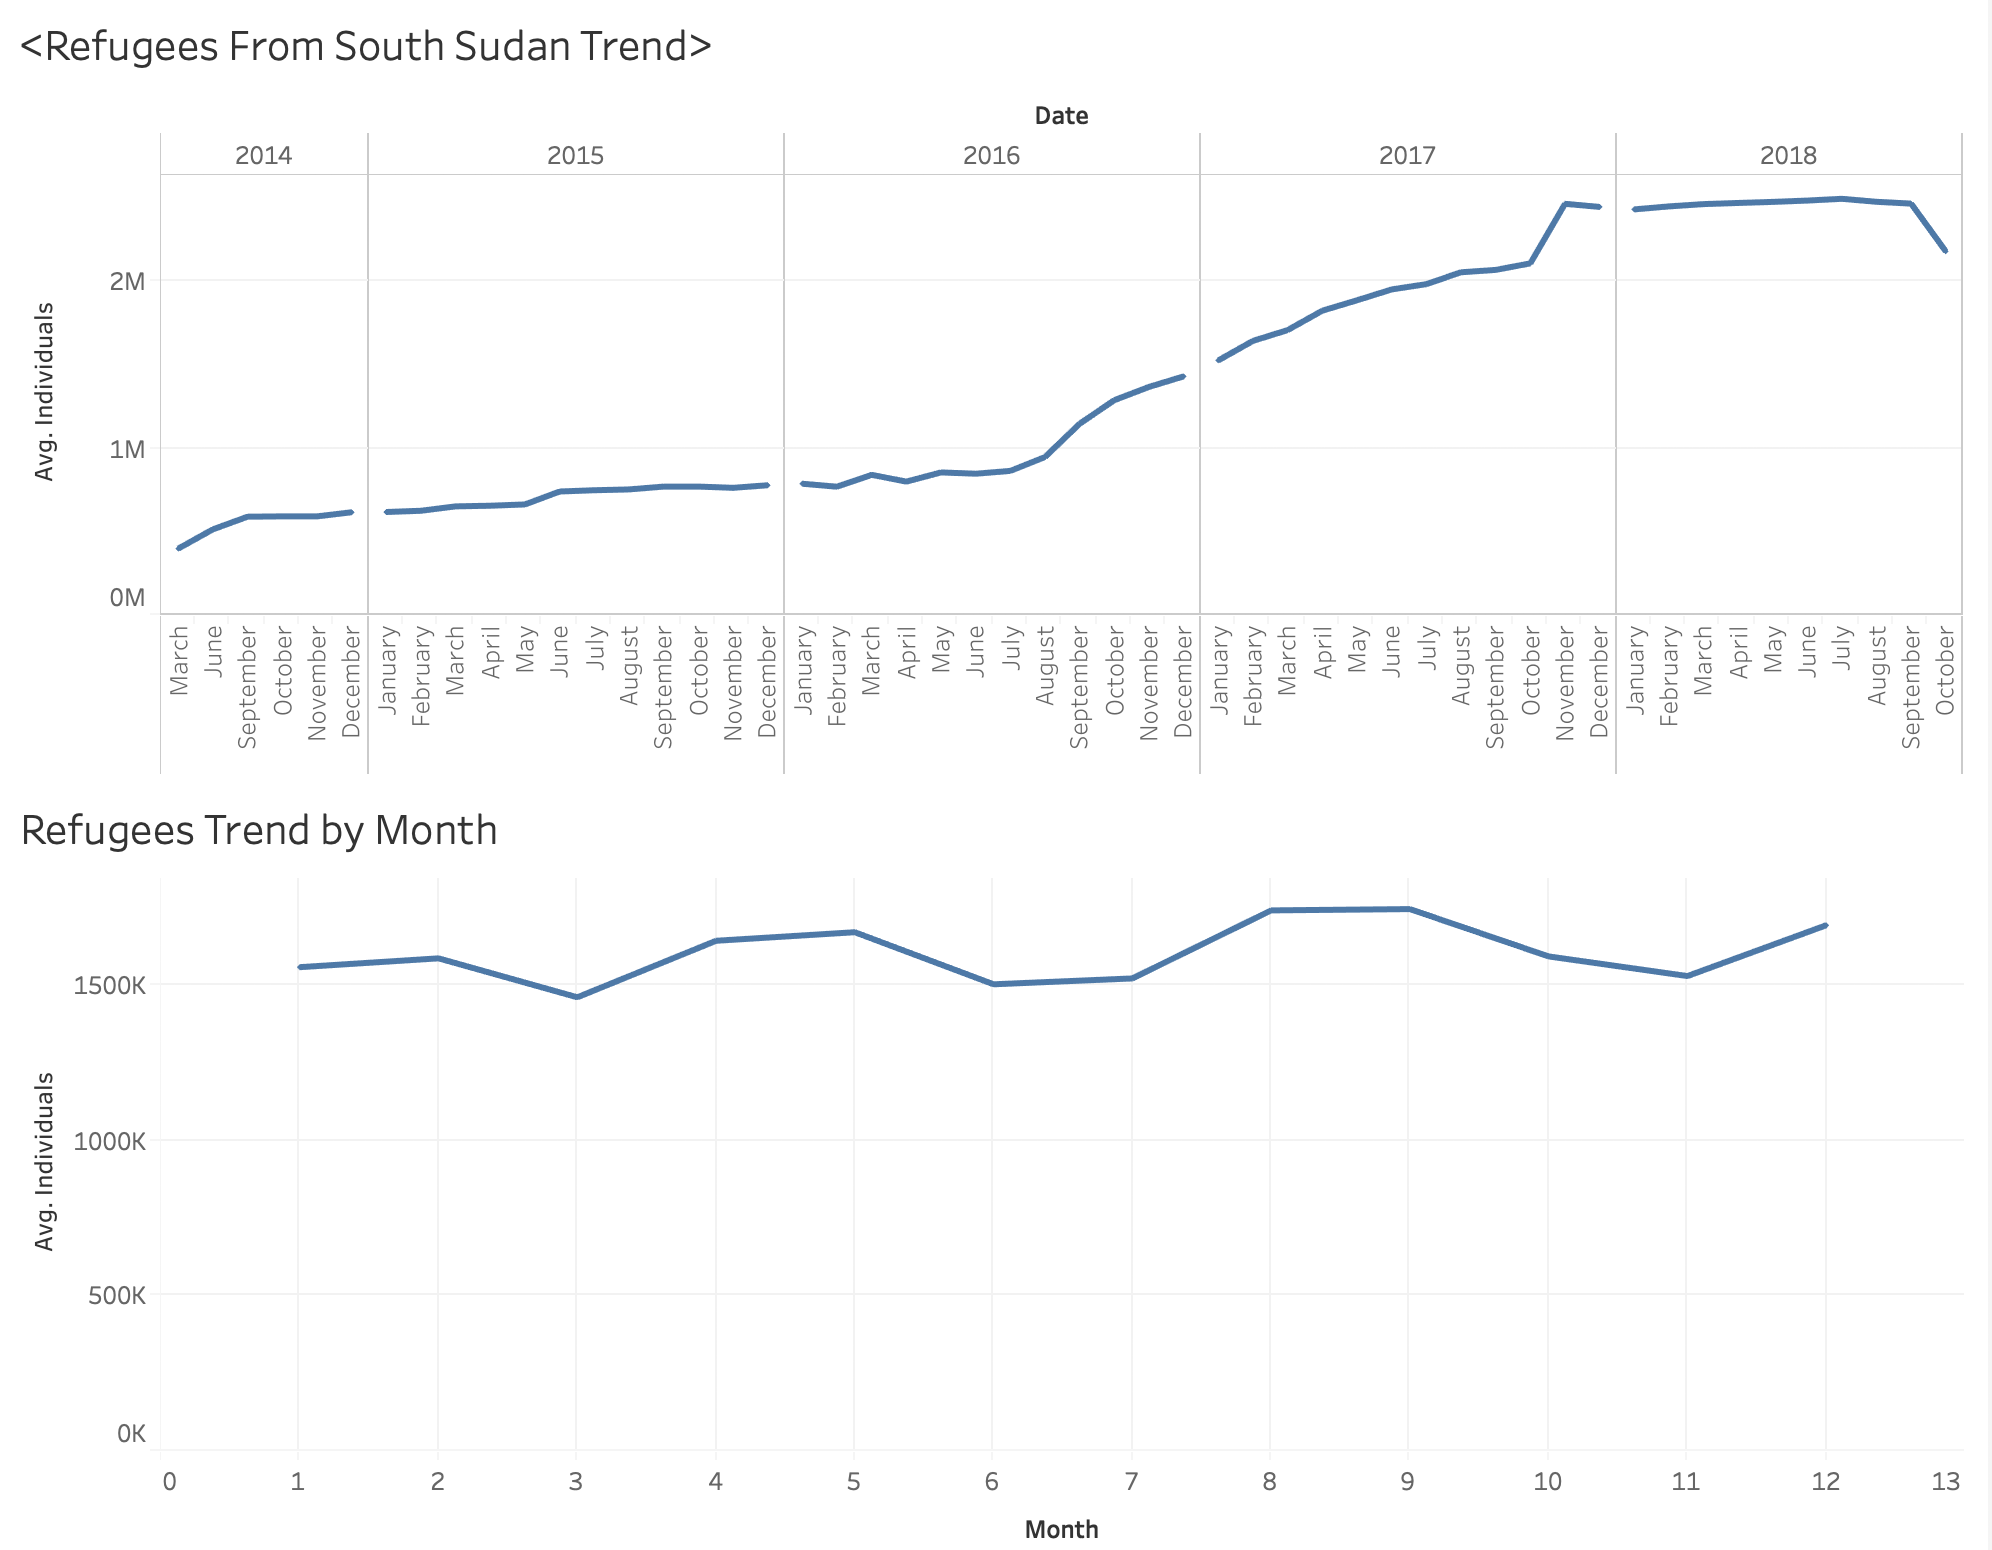 <Refugees From South Sudan Trend>
Date
2014 2015 2016 2017 2018
Avg. Individuals
2M
1M
0M
March June September October November December January February March April May June July August September October November December January February March April May June July August September October November December January February March April May June July August September October November December January February March April May June July August September October
Refugees Trend by Month
Avg. Individuals
1500K
1000K
500K
0K
0 1 2 3 4 5 6 7 8 9 10 11 12 13
Month